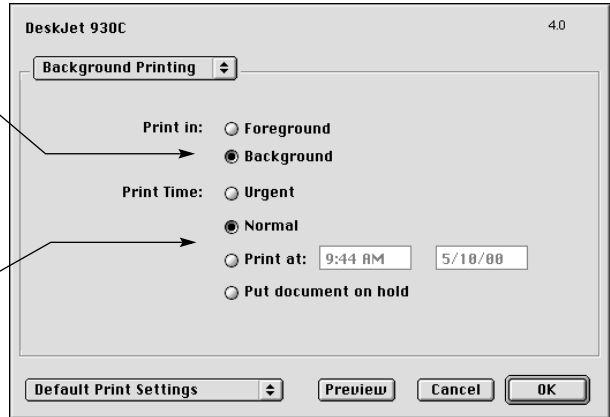 DeskJet 930C 4.0
Background Printing
Print in: Foreground
Background
Print Time: Urgent
Normal
Print at: 9:44 AM 5/10/00
Put document on hold
Default Print Settings Preview Cancel OK